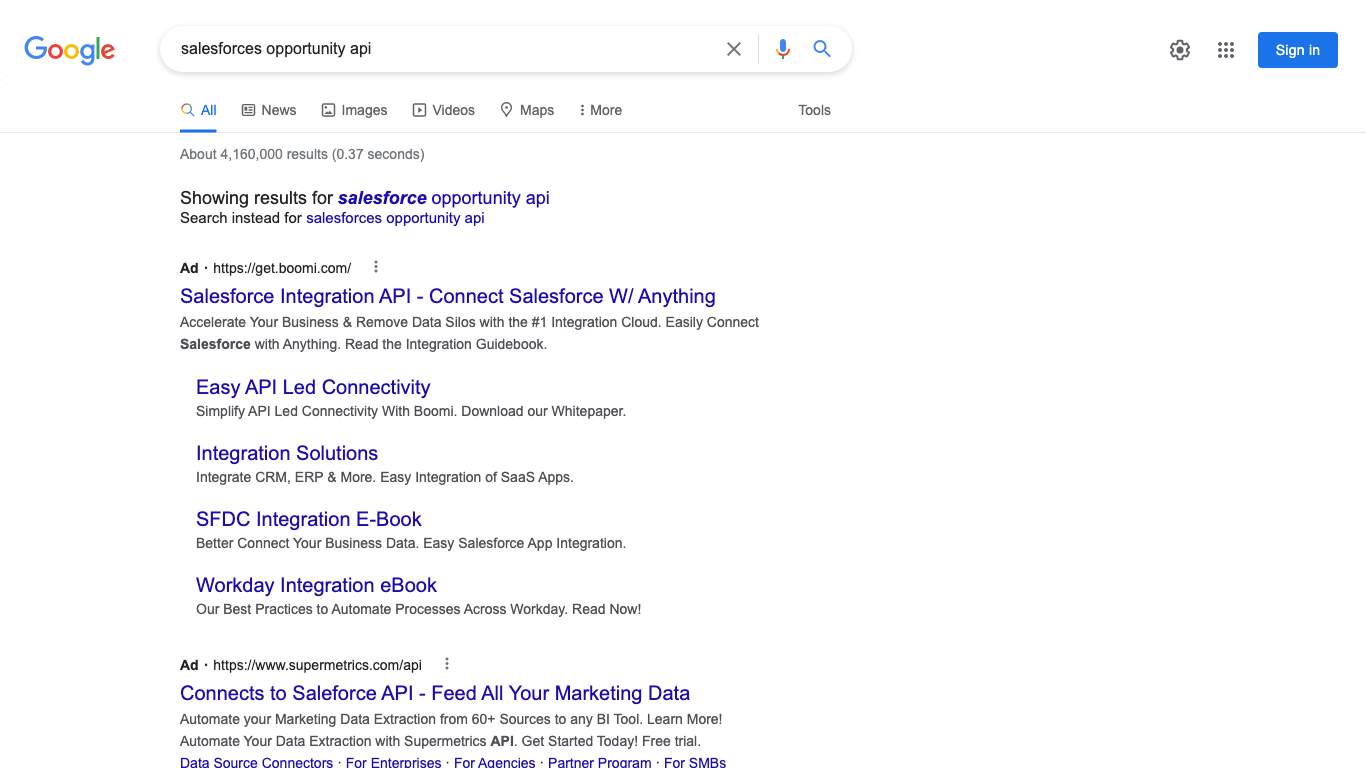 Google
salesforces opportunity api
Sign in
All
News
Images
Videos
Maps
More
Tools
About 4,160,000 results (0.37 seconds)
Showing results for salesforce opportunity api
Search instead for salesforces opportunity api
Ad · https://get.boomi.com/
Salesforce Integration API - Connect Salesforce W/ Anything
Accelerate Your Business & Remove Data Silos with the #1 Integration Cloud. Easily Connect
Salesforce with Anything. Read the Integration Guidebook.
Easy API Led Connectivity
Simplify API Led Connectivity With Boomi. Download our Whitepaper.
Integration Solutions
Integrate CRM, ERP & More. Easy Integration of SaaS Apps.
SFDC Integration E-Book
Better Connect Your Business Data. Easy Salesforce App Integration.
Workday Integration eBook
Our Best Practices to Automate Processes Across Workday. Read Now!
Ad · https://www.supermetrics.com/api
Connects to Saleforce API - Feed All Your Marketing Data
Automate your Marketing Data Extraction from 60+ Sources to any BI Tool. Learn More!
Automate Your Data Extraction with Supermetrics API. Get Started Today! Free trial.
Data Source Connectors · For Enterprises · For Agencies · Partner Program · For SMBs